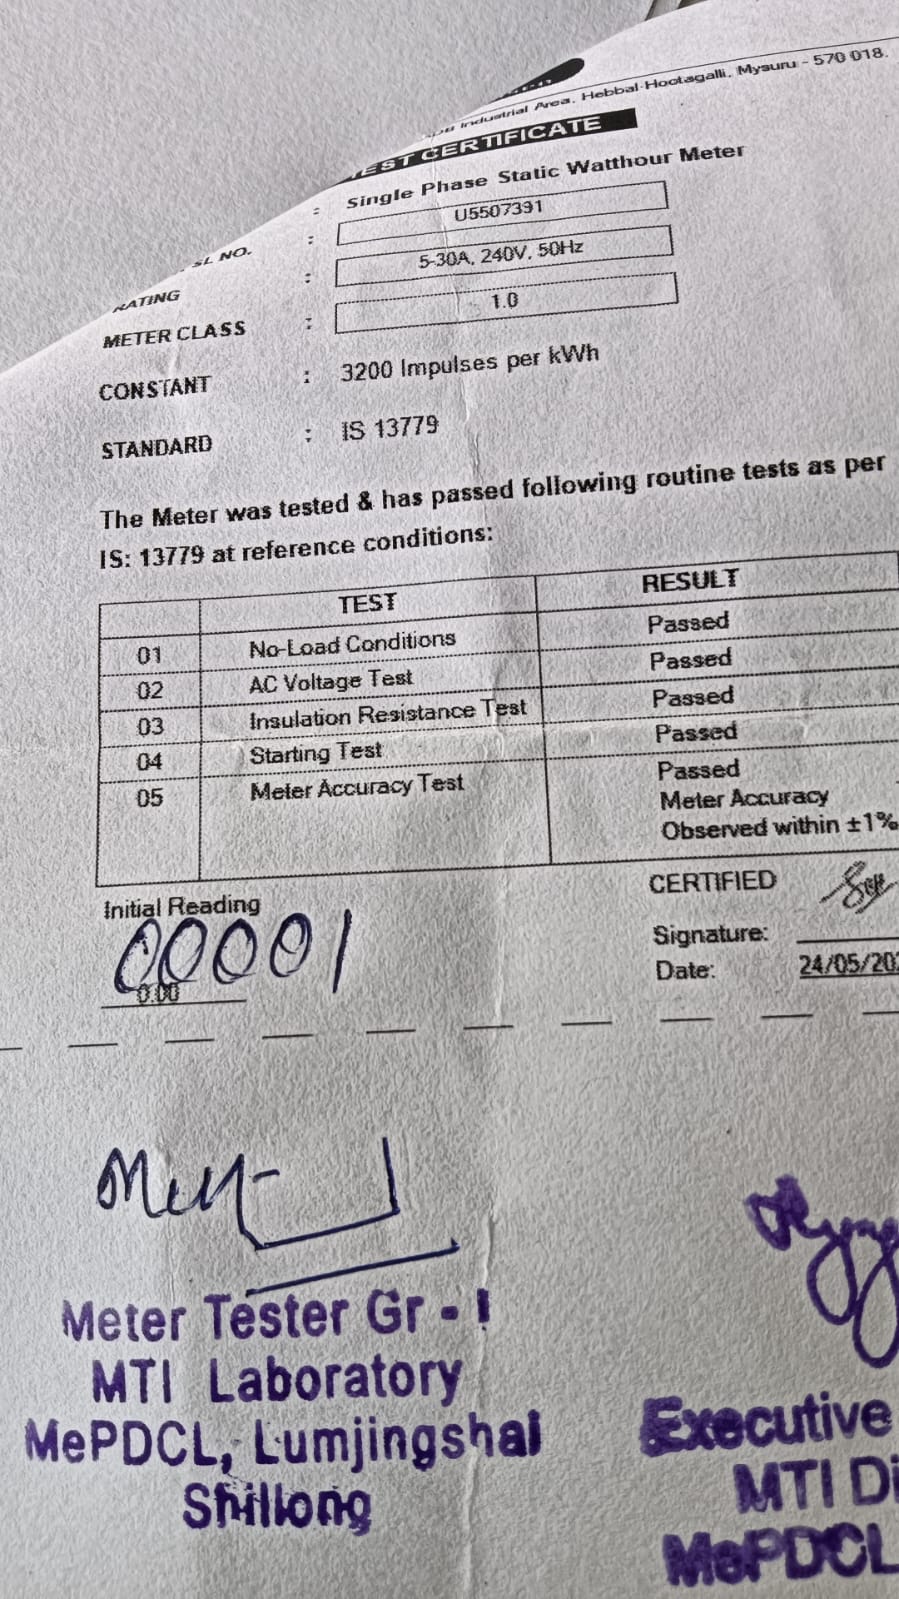 Industrial Area, Hebbal-Hootagalli, Mysuru - 570 018.
TEST CERTIFICATE
: Single Phase Static Watthour Meter
SL NO. : U5507391
RATING : 5-30A, 240V, 50Hz
METER CLASS : 1.0
CONSTANT : 3200 Impulses per kWh
STANDARD : IS 13779
The Meter was tested & has passed following routine tests as per
IS: 13779 at reference conditions:
TEST RESULT
01 No-Load Conditions Passed
02 AC Voltage Test Passed
03 Insulation Resistance Test Passed
04 Starting Test Passed
05 Meter Accuracy Test Passed
Meter Accuracy
Observed within ±1%
Initial Reading
00001
0.00
CERTIFIED
Signature:
Date: 24/05/202
Meter Tester Gr - I
MTI Laboratory
MePDCL, Lumjingshai
Shillong
Executive
MTI Di
MePDCL